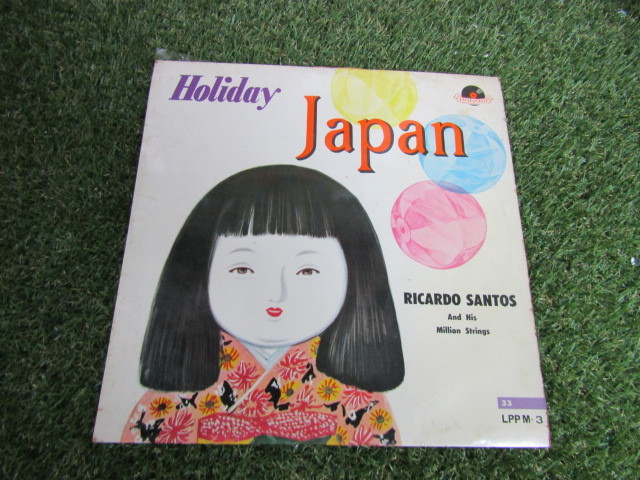 Holiday
Japan
RICARDO SANTOS
And His
Million Strings
33
LPPM-3